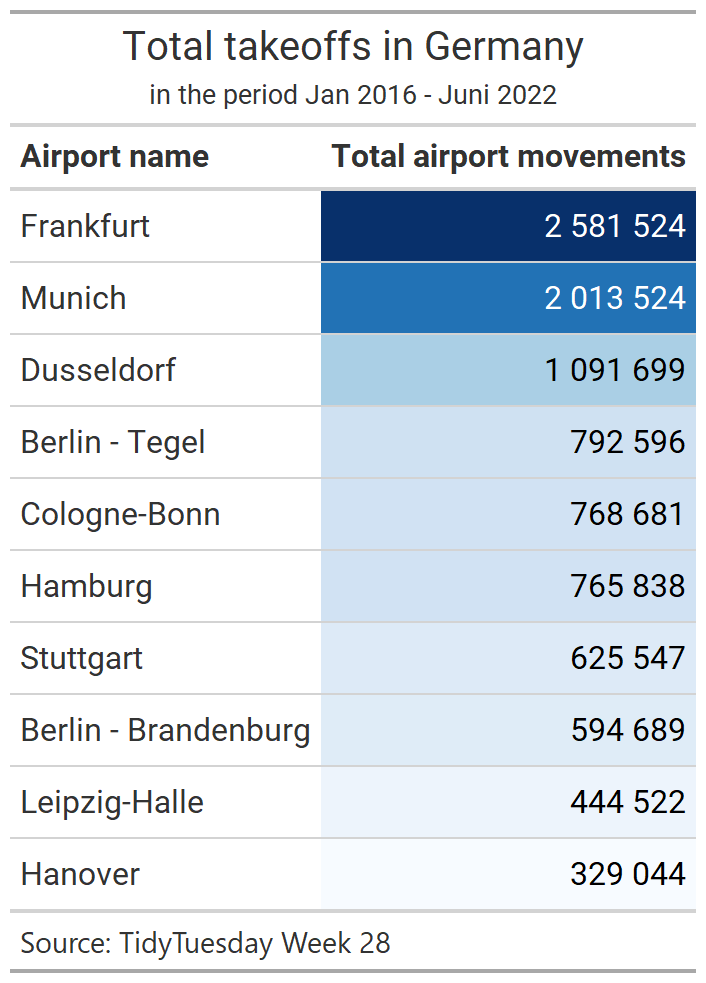 Total takeoffs in Germany
in the period Jan 2016 - Juni 2022
Airport name Total airport movements
Frankfurt 2 581 524
Munich 2 013 524
Dusseldorf 1 091 699
Berlin - Tegel 792 596
Cologne-Bonn 768 681
Hamburg 765 838
Stuttgart 625 547
Berlin - Brandenburg 594 689
Leipzig-Halle 444 522
Hanover 329 044
Source: TidyTuesday Week 28